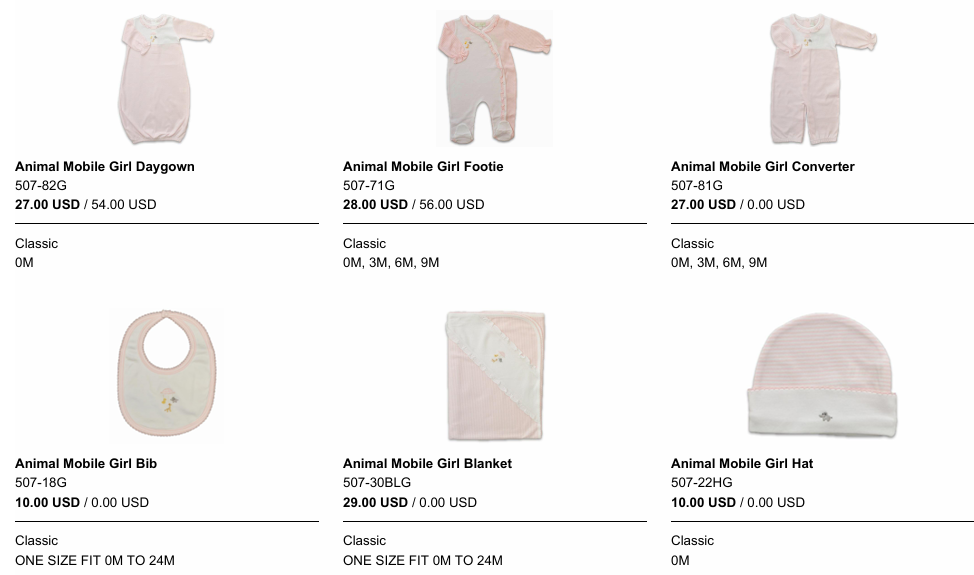 Animal Mobile Girl Daygown
507-82G
27.00 USD / 54.00 USD
Classic
0M
Animal Mobile Girl Footie
507-71G
28.00 USD / 56.00 USD
Classic
0M, 3M, 6M, 9M
Animal Mobile Girl Converter
507-81G
27.00 USD / 0.00 USD
Classic
0M, 3M, 6M, 9M
Animal Mobile Girl Bib
507-18G
10.00 USD / 0.00 USD
Classic
ONE SIZE FIT 0M TO 24M
Animal Mobile Girl Blanket
507-30BLG
29.00 USD / 0.00 USD
Classic
ONE SIZE FIT 0M TO 24M
Animal Mobile Girl Hat
507-22HG
10.00 USD / 0.00 USD
Classic
0M